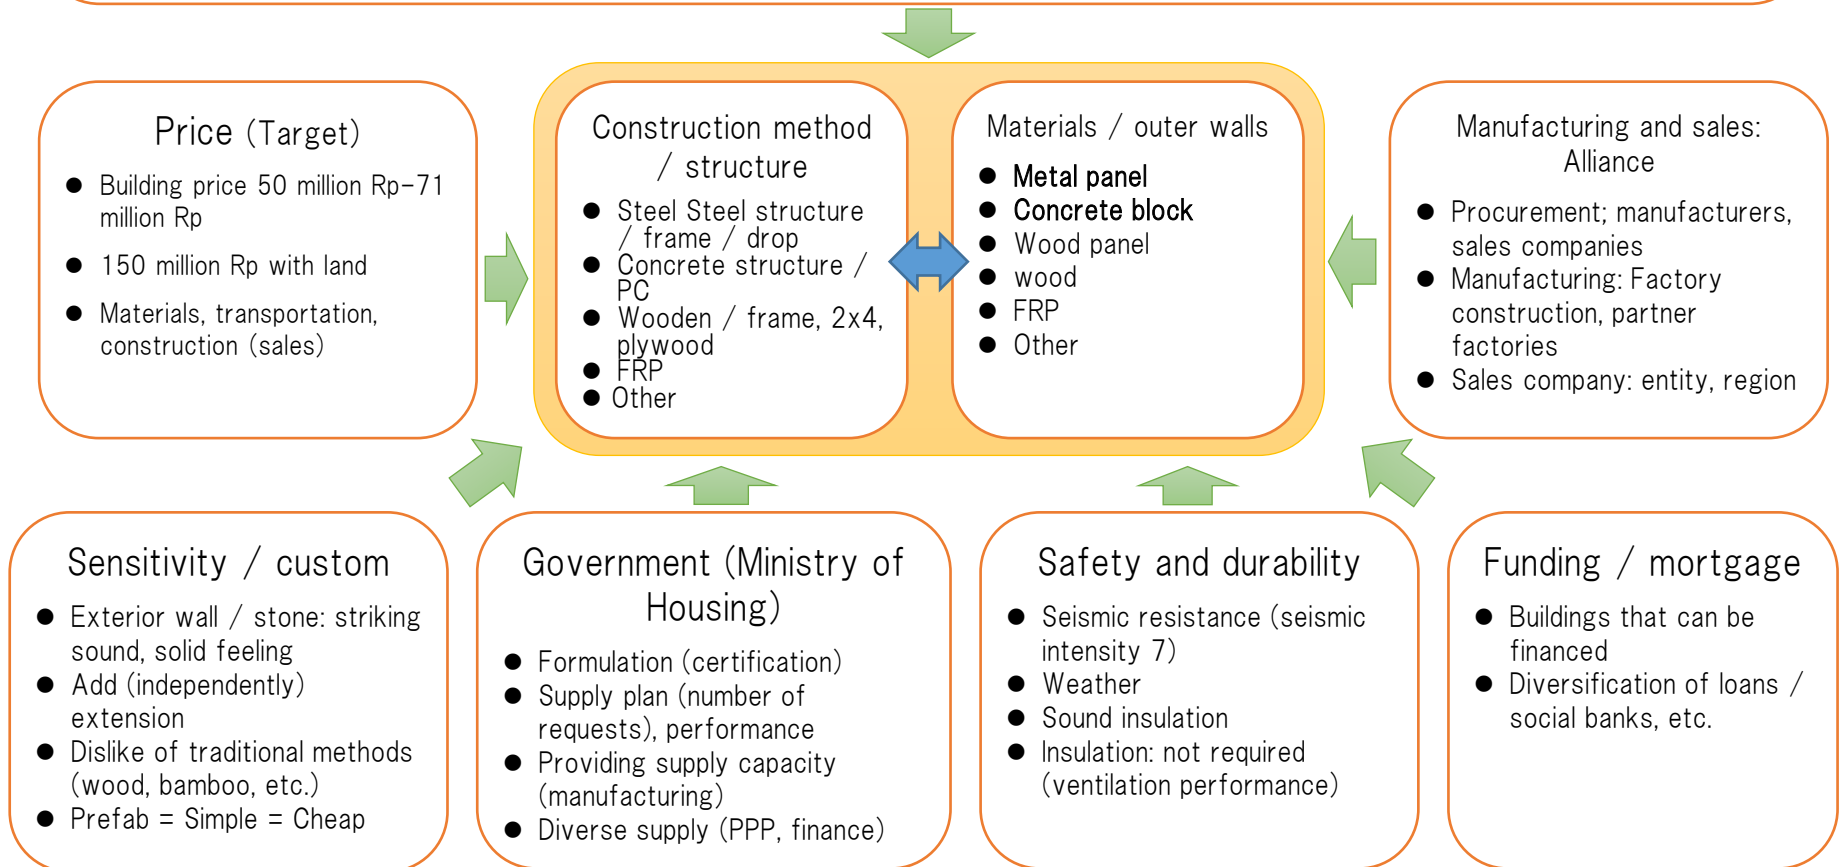 Price (Target)
● Building price 50 million Rp-71
million Rp
● 150 million Rp with land
● Materials, transportation,
construction (sales)
Construction method
/ structure
● Steel Steel structure
/ frame / drop
● Concrete structure /
PC
● Wooden / frame, 2x4,
plywood
● FRP
● Other
Materials / outer walls
● Metal panel
● Concrete block
● Wood panel
● wood
● FRP
● Other
Manufacturing and sales:
Alliance
● Procurement; manufacturers,
sales companies
● Manufacturing: Factory
construction, partner
factories
● Sales company: entity, region
Sensitivity / custom
● Exterior wall / stone: striking
sound, solid feeling
● Add (independently)
extension
● Dislike of traditional methods
(wood, bamboo, etc.)
● Prefab = Simple = Cheap
Government (Ministry of
Housing)
● Formulation (certification)
● Supply plan (number of
requests), performance
● Providing supply capacity
(manufacturing)
● Diverse supply (PPP, finance)
Safety and durability
● Seismic resistance (seismic
intensity 7)
● Weather
● Sound insulation
● Insulation: not required
(ventilation performance)
Funding / mortgage
● Buildings that can be
financed
● Diversification of loans /
social banks, etc.